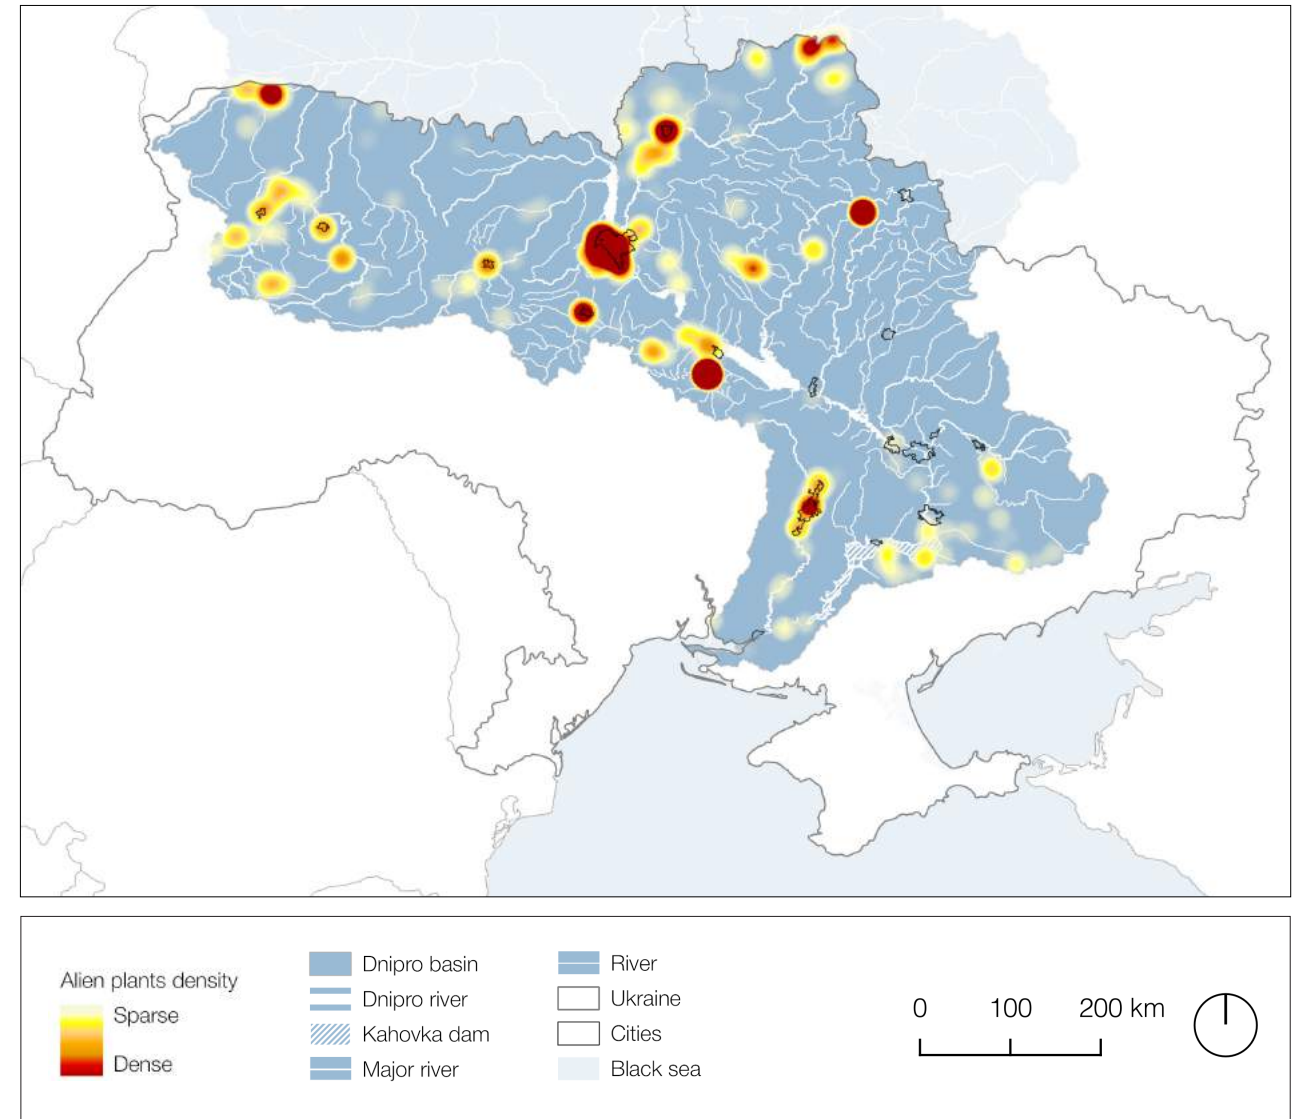 Alien plants density
Sparse
Dense
Dnipro basin
Dnipro river
Kahovka dam
Major river
River
Ukraine
Cities
Black sea
0 100 200 km